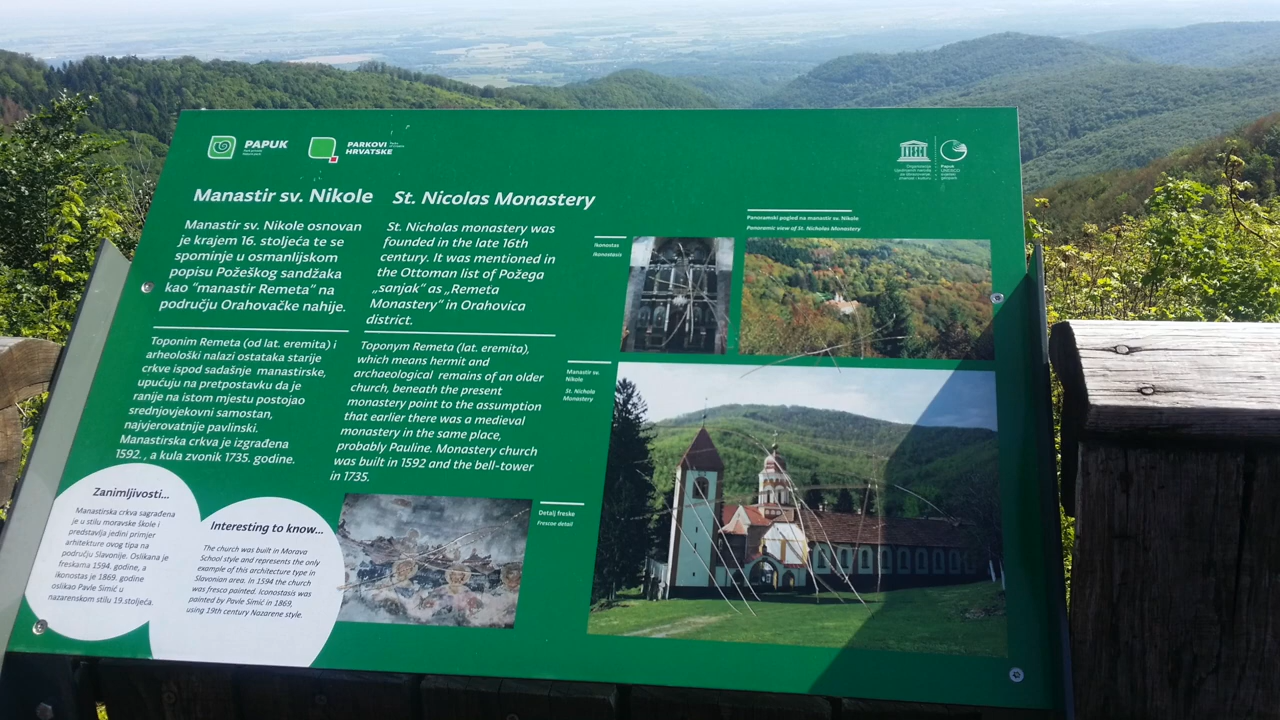 PAPUK
PARKOVI
HRVATSKE
Manastir sv. Nikole
Manastir sv. Nikole osnovan
je krajem 16. stoljeća te se
spominje u osmanlijskom
popisu Požeškog sandžaka
kao "manastir Remeta" na
području Orahovačke nahije.
Toponim Remeta (od lat. eremita) i
arheološki nalazi ostataka starije
crkve ispod sadašnje manastirske,
upućuju na pretpostavku da je
ranije na istom mjestu postojao
srednjovjekovni samostan,
najvjerovatnije pavlinski.
Manastirska crkva je izgrađena
1592. , a kula zvonik 1735. godine.
St. Nicolas Monastery
St. Nicholas monastery was
founded in the late 16th
century. It was mentioned in
the Ottoman list of Požega
„sanjak" as „Remeta
Monastery" in Orahovica
district.
Toponym Remeta (lat. eremita),
which means hermit and
archaeological remains of an older
church, beneath the present
monastery point to the assumption
that earlier there was a medieval
monastery in the same place,
probably Pauline. Monastery church
was built in 1592 and the bell-tower
in 1735.
Zanimljivosti...
Manastirska crkva sagrađena
je u stilu moravske škole i
predstavlja jedini primjer
arhitekture ovog tipa na
području Slavonije. Oslikana je
freskama 1594. godine, a
ikonostas je 1869. godine
oslikao Pavle Simić u
nazarenskom stilu 19.stoljeća.
Interesting to know...
The church was built in Morava
School style and represents the only
example of this architecture type in
Slavonian area. In 1594 the church
was fresco painted. Iconostasis was
painted by Pavle Simić in 1869,
using 19th century Nazarene style.
Ikonostas
Ikonostasis
Panoramski pogled na manastir sv. Nikole
Panoramic view of St. Nicholas Monastery
Manastir sv.
Nikole
St. Nichola
Monastery
Detalj freske
Frescae detail
Papuk
UNESCO